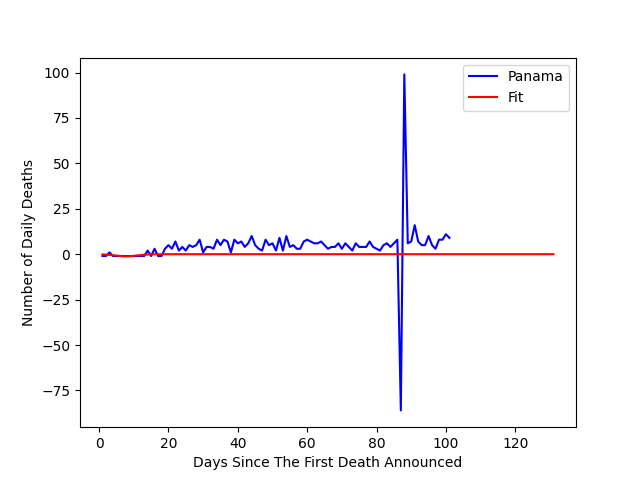 Panama
Fit
100
75
50
25
0
−25
−50
−75
Number of Daily Deaths
0 20 40 60 80 100 120
Days Since The First Death Announced